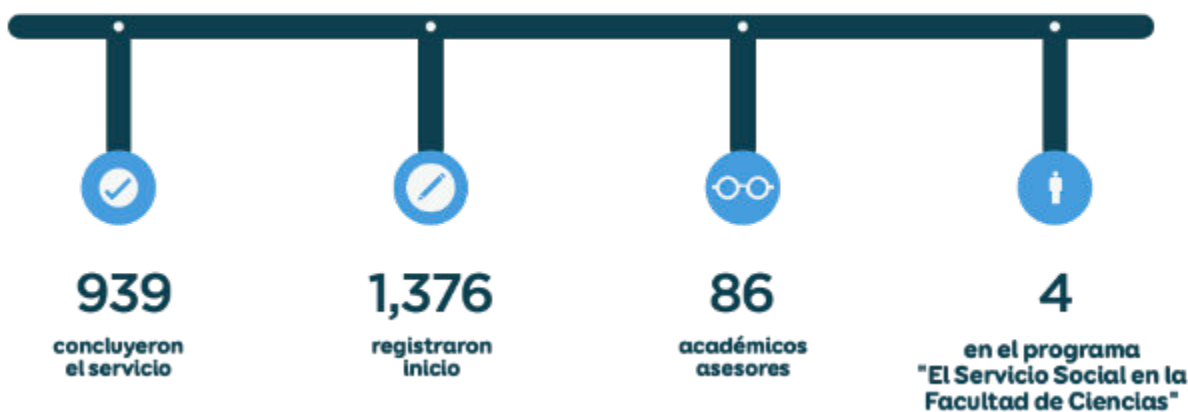 939
concluyeron
el servicio
1,376
registraron
inicio
86
académicos
asesores
4
en el programa
"El Servicio Social en la
Facultad de Ciencias"